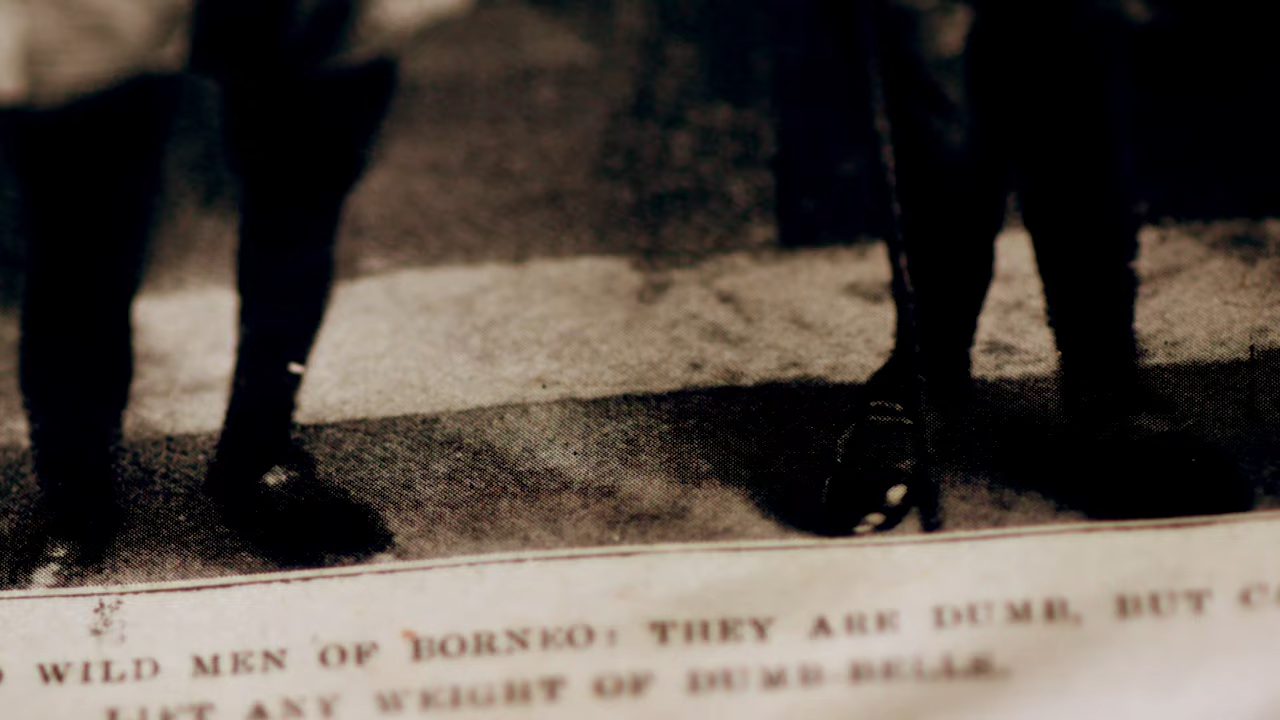 WILD MEN OF BORNEO: THEY ARE DUMB, BUT
LIFT ANY WEIGHT OF DUMB-BELLS.